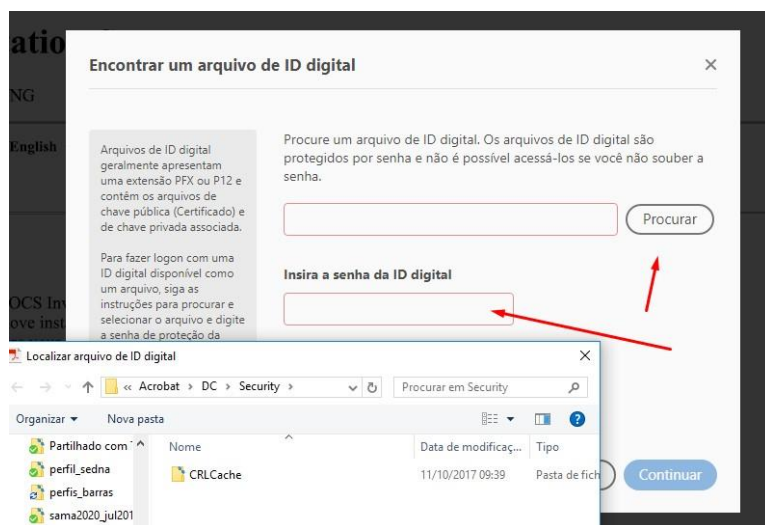 atio
Encontrar um arquivo de ID digital
NG
English
Arquivos de ID digital
geralmente apresentam
uma extensão PFX ou P12 e
contêm os arquivos de
chave pública (Certificado) e
de chave privada associada.
Para fazer logon com uma
ID digital disponível como
um arquivo, siga as
instruções para procurar e
selecionar o arquivo e digite
a senha de proteção da
Procure um arquivo de ID digital. Os arquivos de ID digital são
protegidos por senha e não é possível acessá-los se você não souber a
senha.
Procurar
Insira a senha da ID digital
OCS Inv
ove inst
Localizar arquivo de ID digital
« Acrobat > DC > Security >
Procurar em Security
Organizar
Nova pasta
Partilhado com
Nome
Data de modificaç...
Tipo
perfil_sedna
CRLCache
11/10/2017 09:39
Pasta de fich
perfis_barras
sama2020_jul201
Continuar